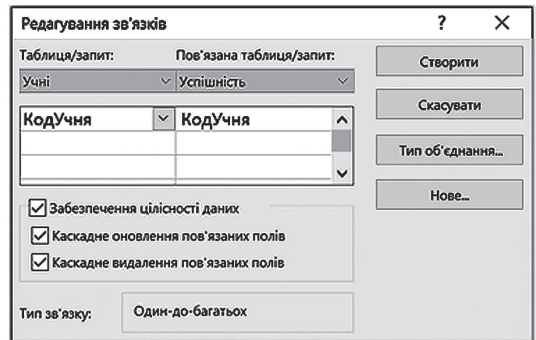 Редагування зв'язків ? ×
Таблиця/запит: Пов'язана таблиця/запит:
Учні Успішність
КодУчня КодУчня
Забезпечення цілісності даних
Каскадне оновлення пов'язаних полів
Каскадне видалення пов'язаних полів
Тип зв'язку: Один-до-багатьох
Створити
Скасувати
Тип об'єднання...
Нове...